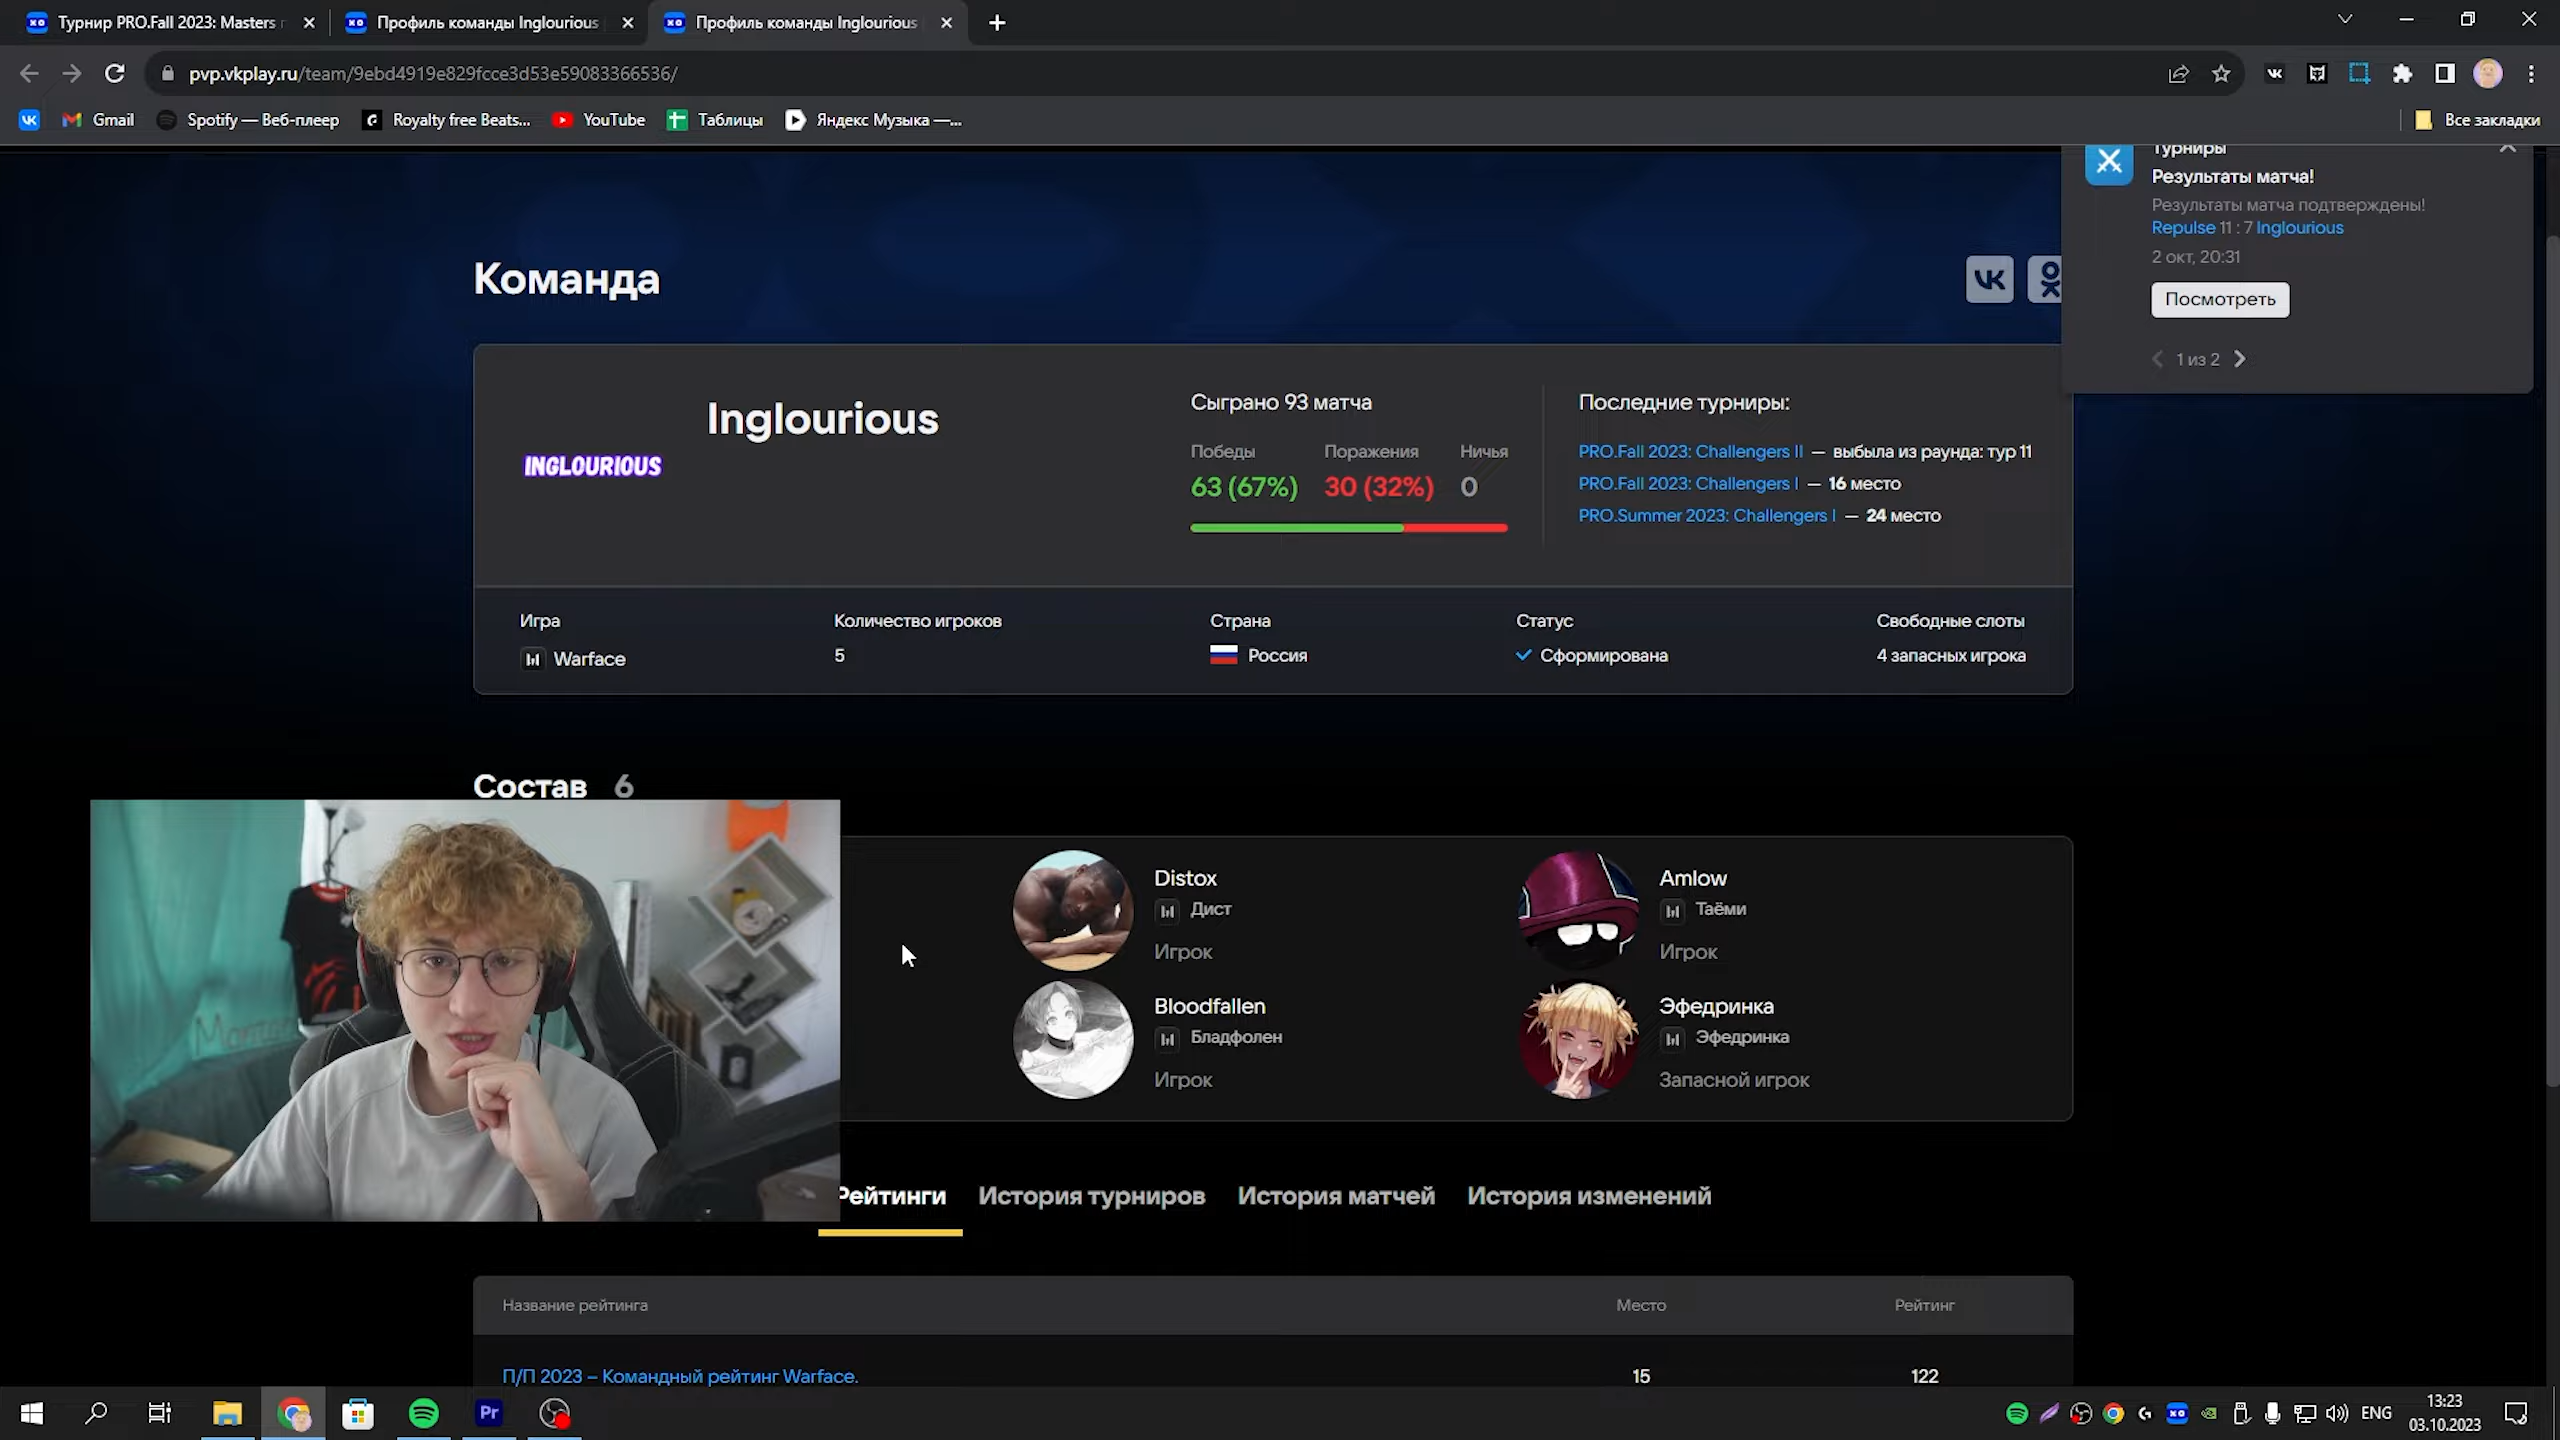 Турнир PRO.Fall 2023: Masters
Профиль команды Inglourious
Профиль команды Inglourious
pvp.vkplay.ru/team/9ebd4919e829fcce3d53e59083366536/
Gmail
Spotify — Веб-плеер
Royalty free Beats...
YouTube
Таблицы
Яндекс Музыка —...
Все закладки
Турниры
Результаты матча!
Результаты матча подтверждены!
Repulse 11 : 7 Inglourious
2 окт, 20:31
Посмотреть
1 из 2
Команда
INGLOURIOUS
Inglourious
Сыграно 93 матча
Победы Поражения Ничья
63 (67%) 30 (32%) 0
Последние турниры:
PRO.Fall 2023: Challengers II — выбыла из раунда: тур 11
PRO.Fall 2023: Challengers I — 16 место
PRO.Summer 2023: Challengers I — 24 место
Игра
Warface
Количество игроков
5
Страна
Россия
Статус
Сформирована
Свободные слоты
4 запасных игрока
Состав 6
Distox
Дист
Игрок
Amlow
Таёми
Игрок
Bloodfallen
Бладфолен
Игрок
Эфедринка
Эфедринка
Запасной игрок
Рейтинги История турниров История матчей История изменений
Название рейтинга Место Рейтинг
П/П 2023 – Командный рейтинг Warface. 15 122
Pr
ENG
13:23
03.10.2023